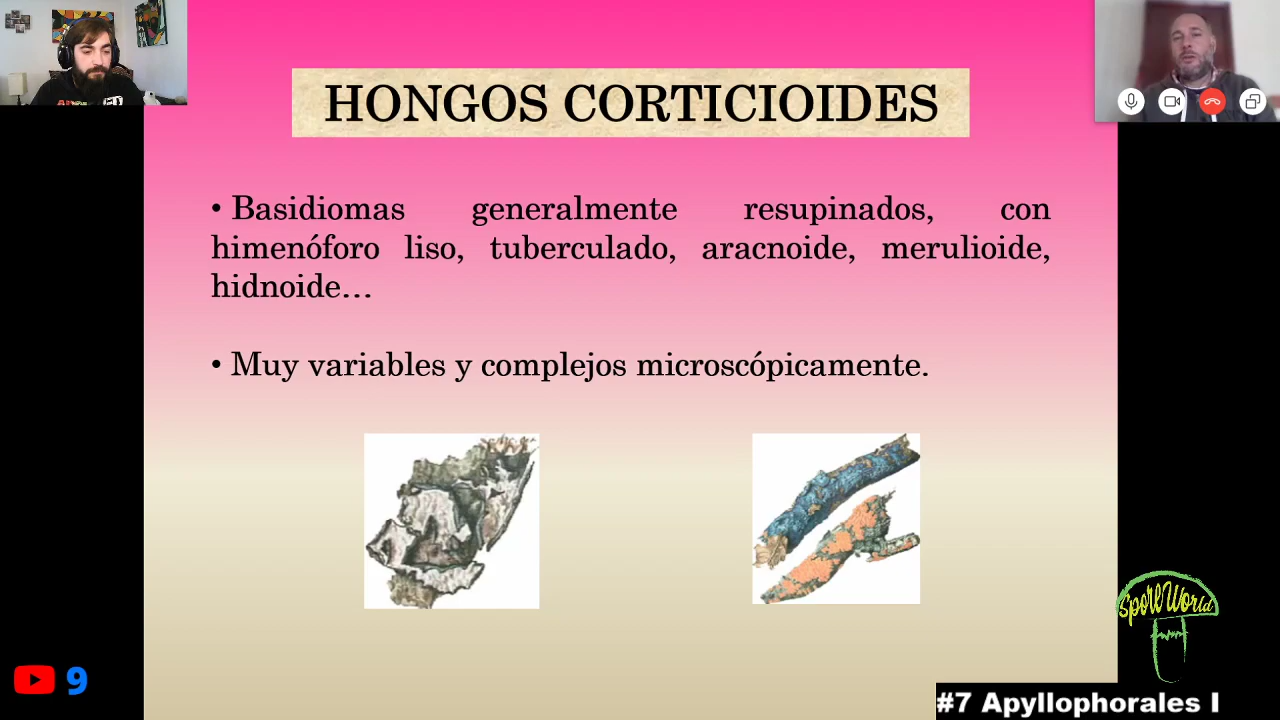 HONGOS CORTICIOIDES
• Basidiomas generalmente resupinados, con
himenóforo liso, tuberculado, aracnoide, merulioide,
hidnoide…
• Muy variables y complejos microscópicamente.
SporeWorld
9
#7 Apyllophorales I